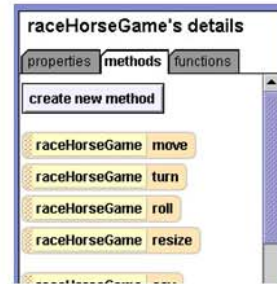 raceHorseGame's details
properties methods functions
create new method
raceHorseGame move
raceHorseGame turn
raceHorseGame roll
raceHorseGame resize